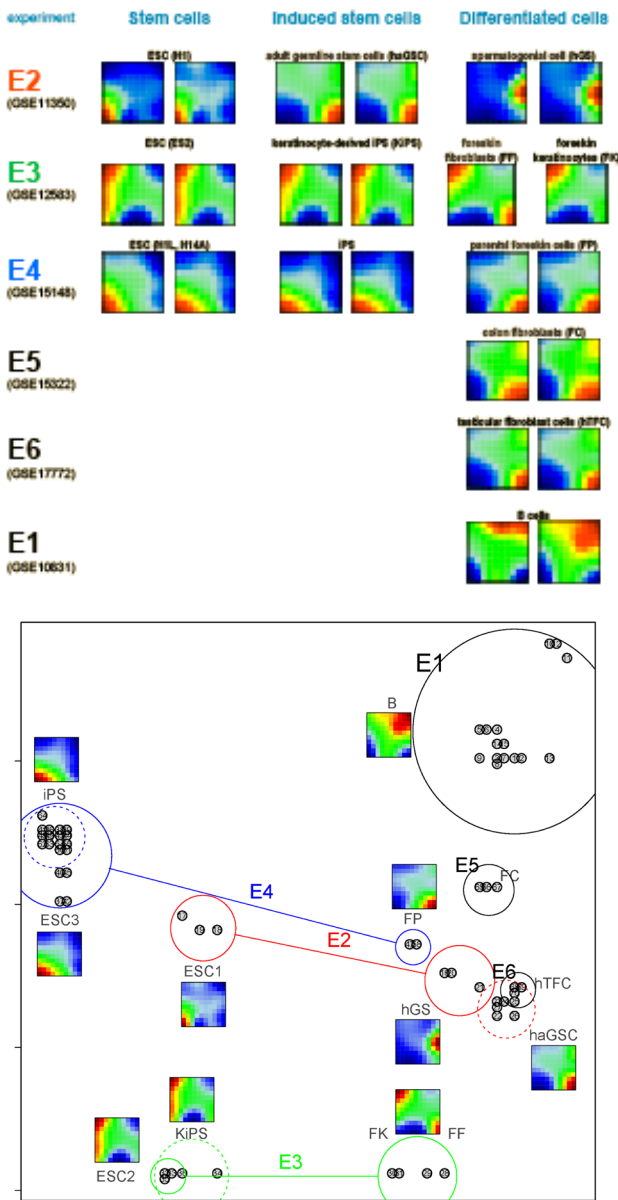 experiment Stem cells Induced stem cells Differentiated cells
ESC (H1) adult germline stem cells (haGSC) spermatogonial cell (hGS)
E2
(GSE11350)
ESC (ES2) keratinocyte-derived iPS (KiPS) foreskin fibroblasts (FF) foreskin keratinocytes (FK)
E3
(GSE12583)
ESC (H1L, H14A) iPS parental foreskin cells (FP)
E4
(GSE15148)
colon fibroblasts (FC)
E5
(GSE15322)
testicular fibroblast cells (hTFC)
E6
(GSE17772)
B cells
E1
(GSE10831)
E1
B
iPS
E5
FC
E4
ESC3
FP
E2
E6
ESC1
hTFC
hGS
haGSC
KiPS
FK FF
ESC2
E3